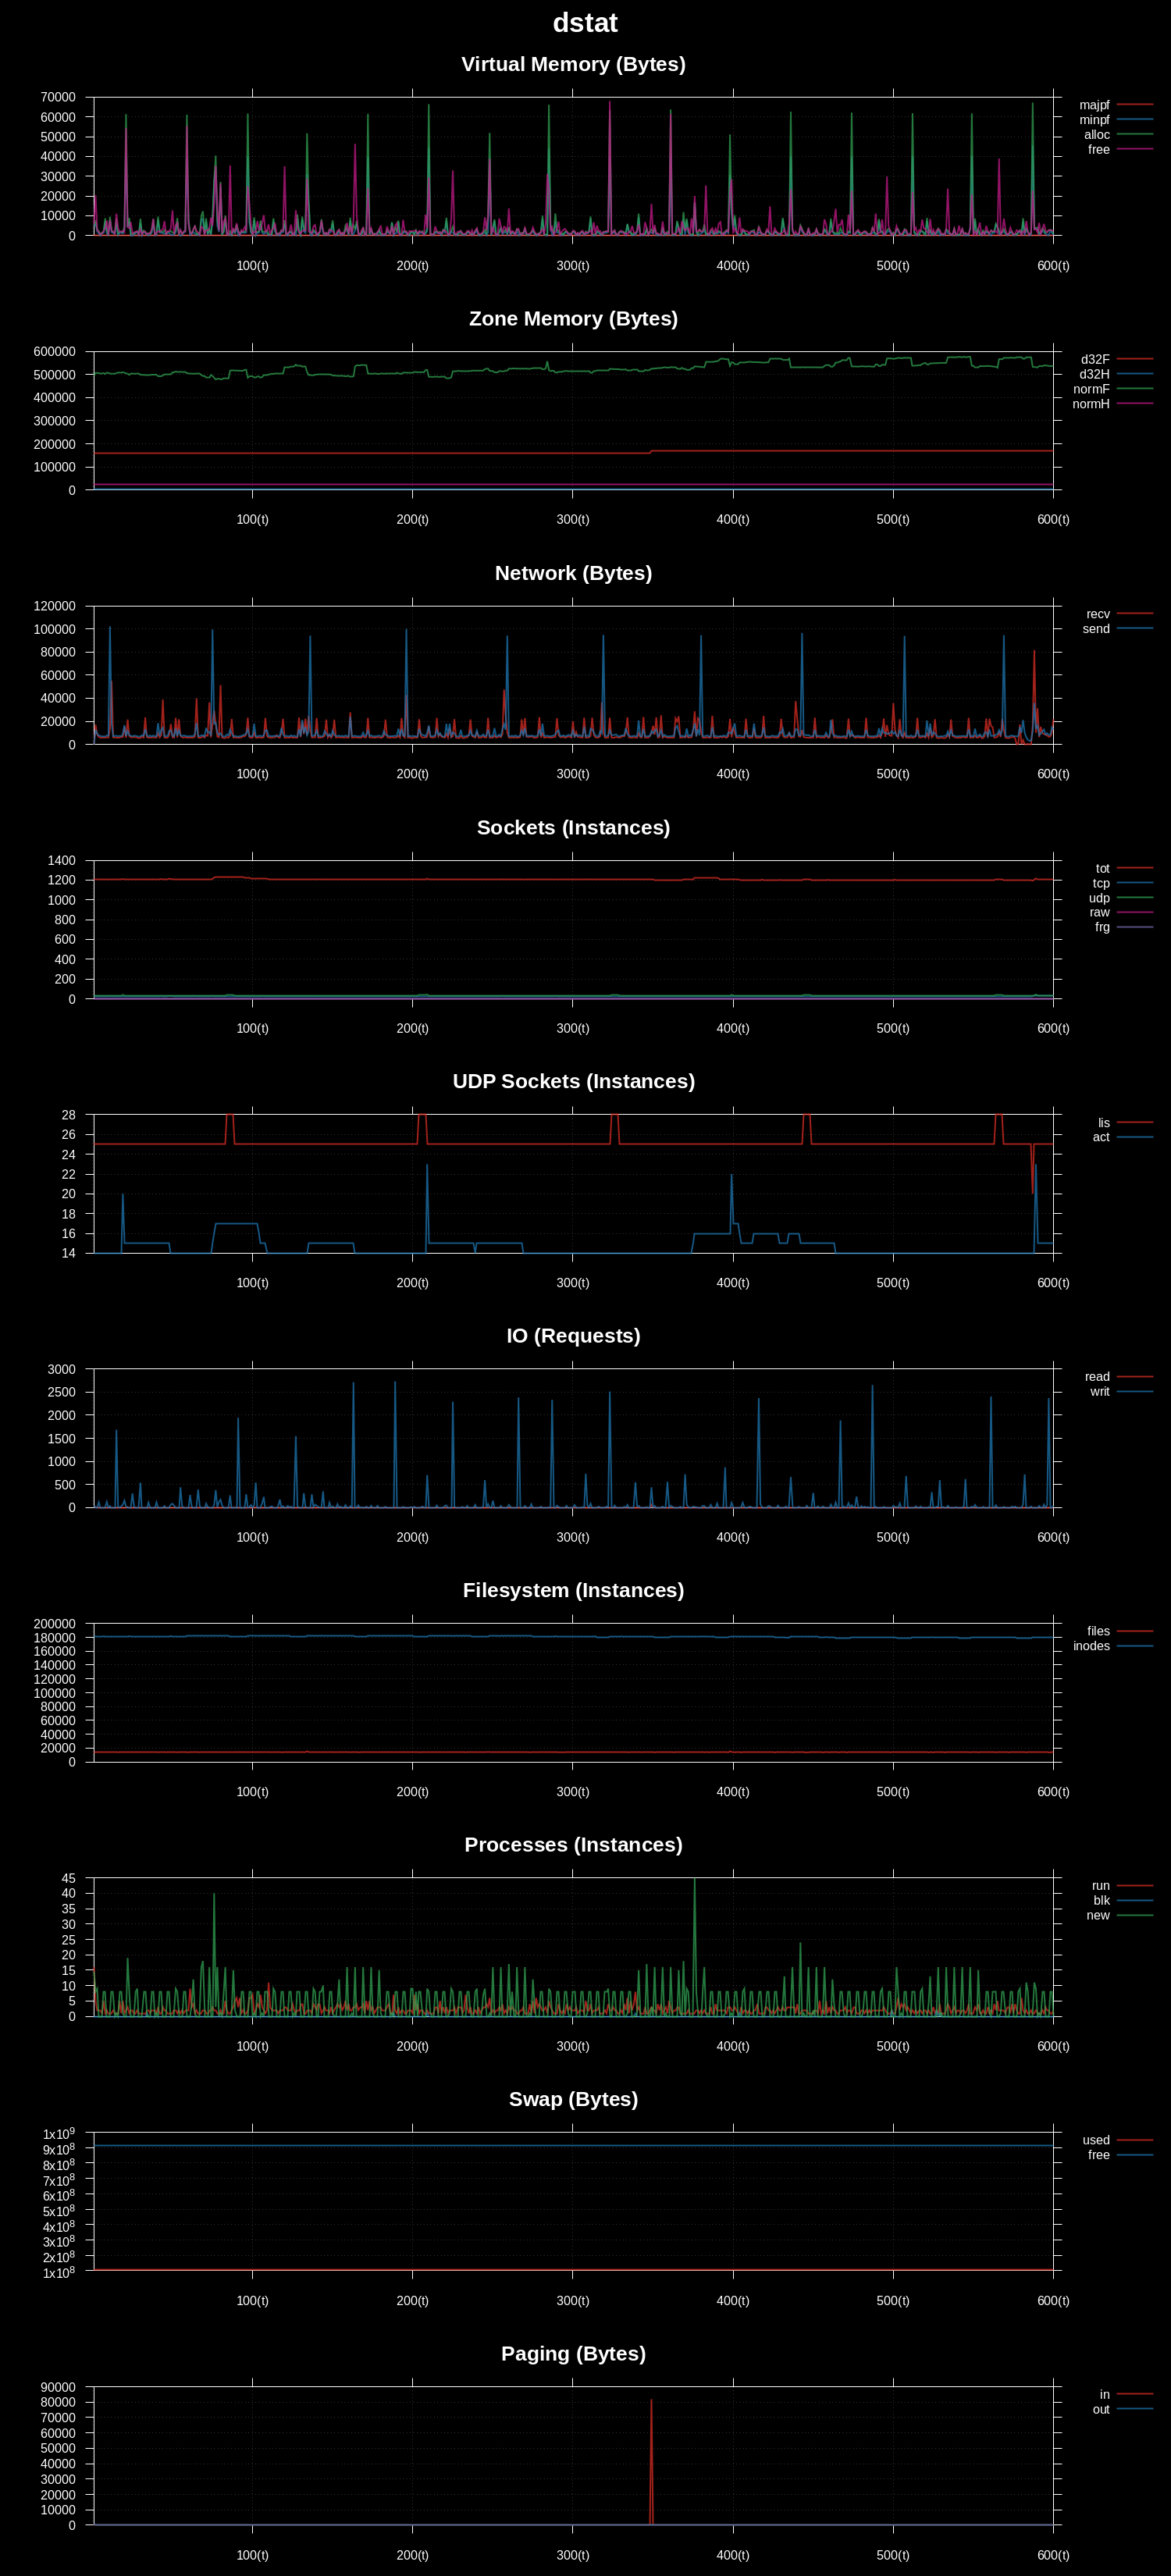 dstat
Virtual Memory (Bytes)
70000
60000
50000
40000
30000
20000
10000
0
majpf
minpf
alloc
free
100(t) 200(t) 300(t) 400(t) 500(t) 600(t)
Zone Memory (Bytes)
600000
500000
400000
300000
200000
100000
0
d32F
d32H
normF
normH
100(t) 200(t) 300(t) 400(t) 500(t) 600(t)
Network (Bytes)
120000
100000
80000
60000
40000
20000
0
recv
send
100(t) 200(t) 300(t) 400(t) 500(t) 600(t)
Sockets (Instances)
1400
1200
1000
800
600
400
200
0
tot
tcp
udp
raw
frg
100(t) 200(t) 300(t) 400(t) 500(t) 600(t)
UDP Sockets (Instances)
28
26
24
22
20
18
16
14
lis
act
100(t) 200(t) 300(t) 400(t) 500(t) 600(t)
IO (Requests)
3000
2500
2000
1500
1000
500
0
read
writ
100(t) 200(t) 300(t) 400(t) 500(t) 600(t)
Filesystem (Instances)
200000
180000
160000
140000
120000
100000
80000
60000
40000
20000
0
files
inodes
100(t) 200(t) 300(t) 400(t) 500(t) 600(t)
Processes (Instances)
45
40
35
30
25
20
15
10
5
0
run
blk
new
100(t) 200(t) 300(t) 400(t) 500(t) 600(t)
Swap (Bytes)
1x10⁹
9x10⁸
8x10⁸
7x10⁸
6x10⁸
5x10⁸
4x10⁸
3x10⁸
2x10⁸
1x10⁸
used
free
100(t) 200(t) 300(t) 400(t) 500(t) 600(t)
Paging (Bytes)
90000
80000
70000
60000
50000
40000
30000
20000
10000
0
in
out
100(t) 200(t) 300(t) 400(t) 500(t) 600(t)